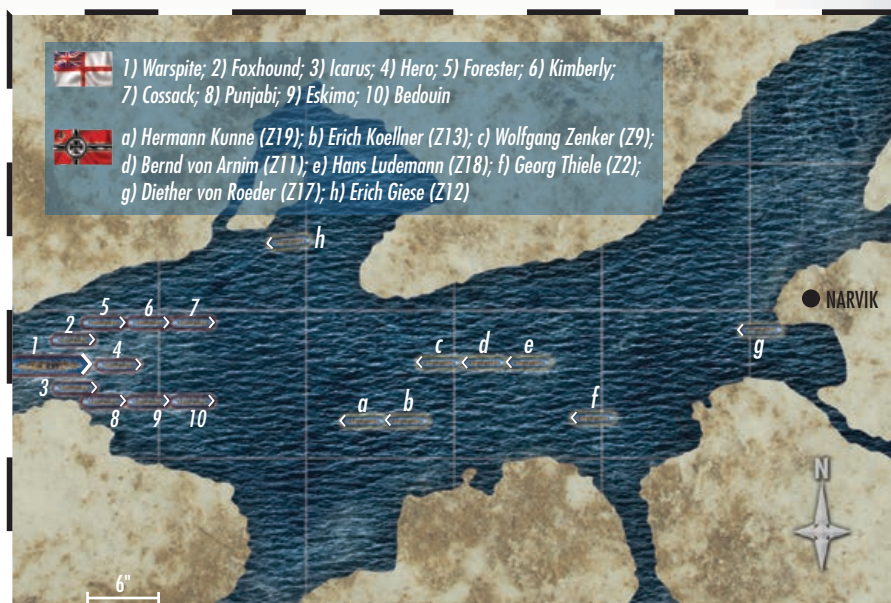 1) Warspite; 2) Foxhound; 3) Icarus; 4) Hero; 5) Forester; 6) Kimberly;
7) Cossack; 8) Punjabi; 9) Eskimo; 10) Bedouin
a) Hermann Kunne (Z19); b) Erich Koellner (Z13); c) Wolfgang Zenker (Z9);
d) Bernd von Arnim (Z11); e) Hans Ludemann (Z18); f) Georg Thiele (Z2);
g) Diether von Roeder (Z17); h) Erich Giese (Z12)
h
NARVIK
5 6 7
2
1 4
3
8 9 10
c d e
g
a b
f
N
6"